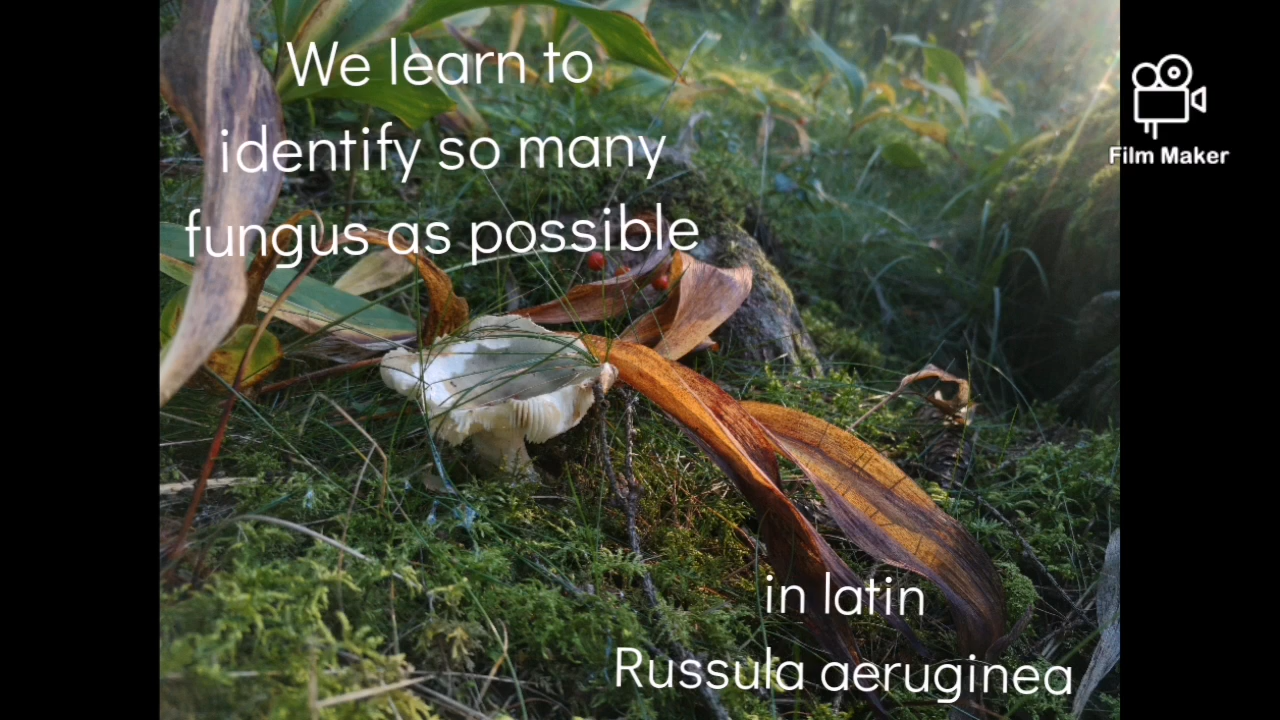 We learn to
identify so many
fungus as possible
Film Maker
in latin
Russula aeruginea